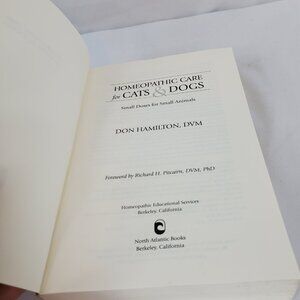 HOMEOPATHIC CARE
for CATS & DOGS
Small Doses for Small Animals
DON HAMILTON, DVM
Foreword by Richard H. Pitcairn, DVM, PhD
Homeopathic Educational Services
Berkeley, California
North Atlantic Books
Berkeley, California